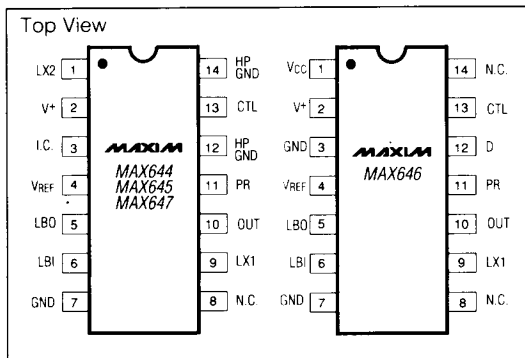 Top View
LX2 1
V+ 2
I.C. 3
VREF 4
LBO 5
LBI 6
GND 7
14 HP GND
13 CTL
12 HP GND
11 PR
10 OUT
9 LX1
8 N.C.
MAXIM
MAX644
MAX645
MAX647
VCC 1
V+ 2
GND 3
VREF 4
LBO 5
LBI 6
GND 7
14 N.C.
13 CTL
12 D
11 PR
10 OUT
9 LX1
8 N.C.
MAXIM
MAX646